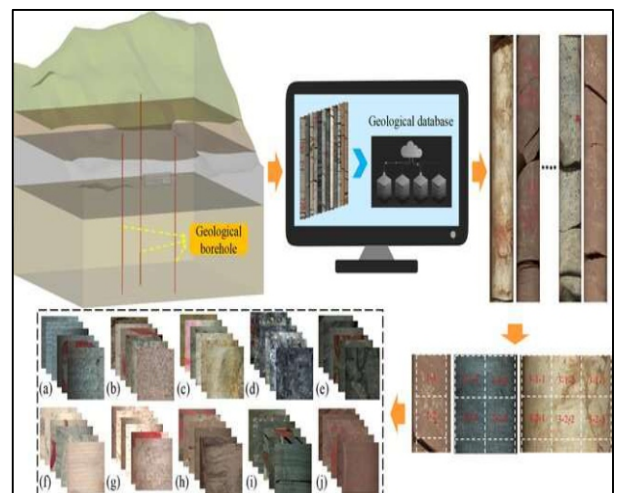 Geological database
Geological
borehole
(a)
(b)
(c)
(d)
(e)
(f)
(g)
(h)
(i)
(j)